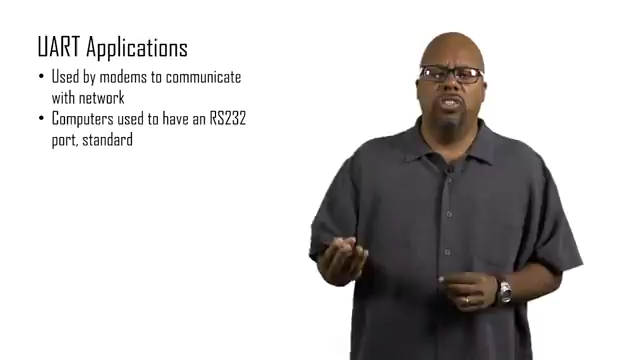 UART Applications
• Used by modems to communicate
with network
• Computers used to have an RS232
port, standard